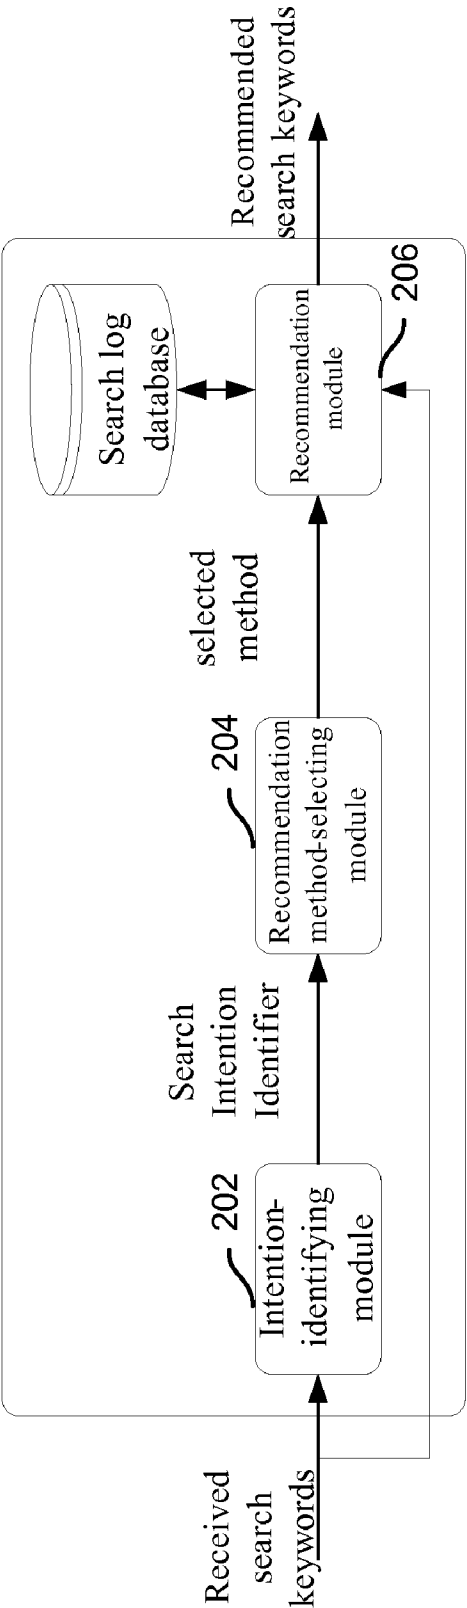 Received
search
keywords
202
Intention-
identifying
module
Search
Intention
Identifier
204
Recommendation
method-selecting
module
selected
method
Search log
database
Recommendation
module
206
Recommended
search keywords